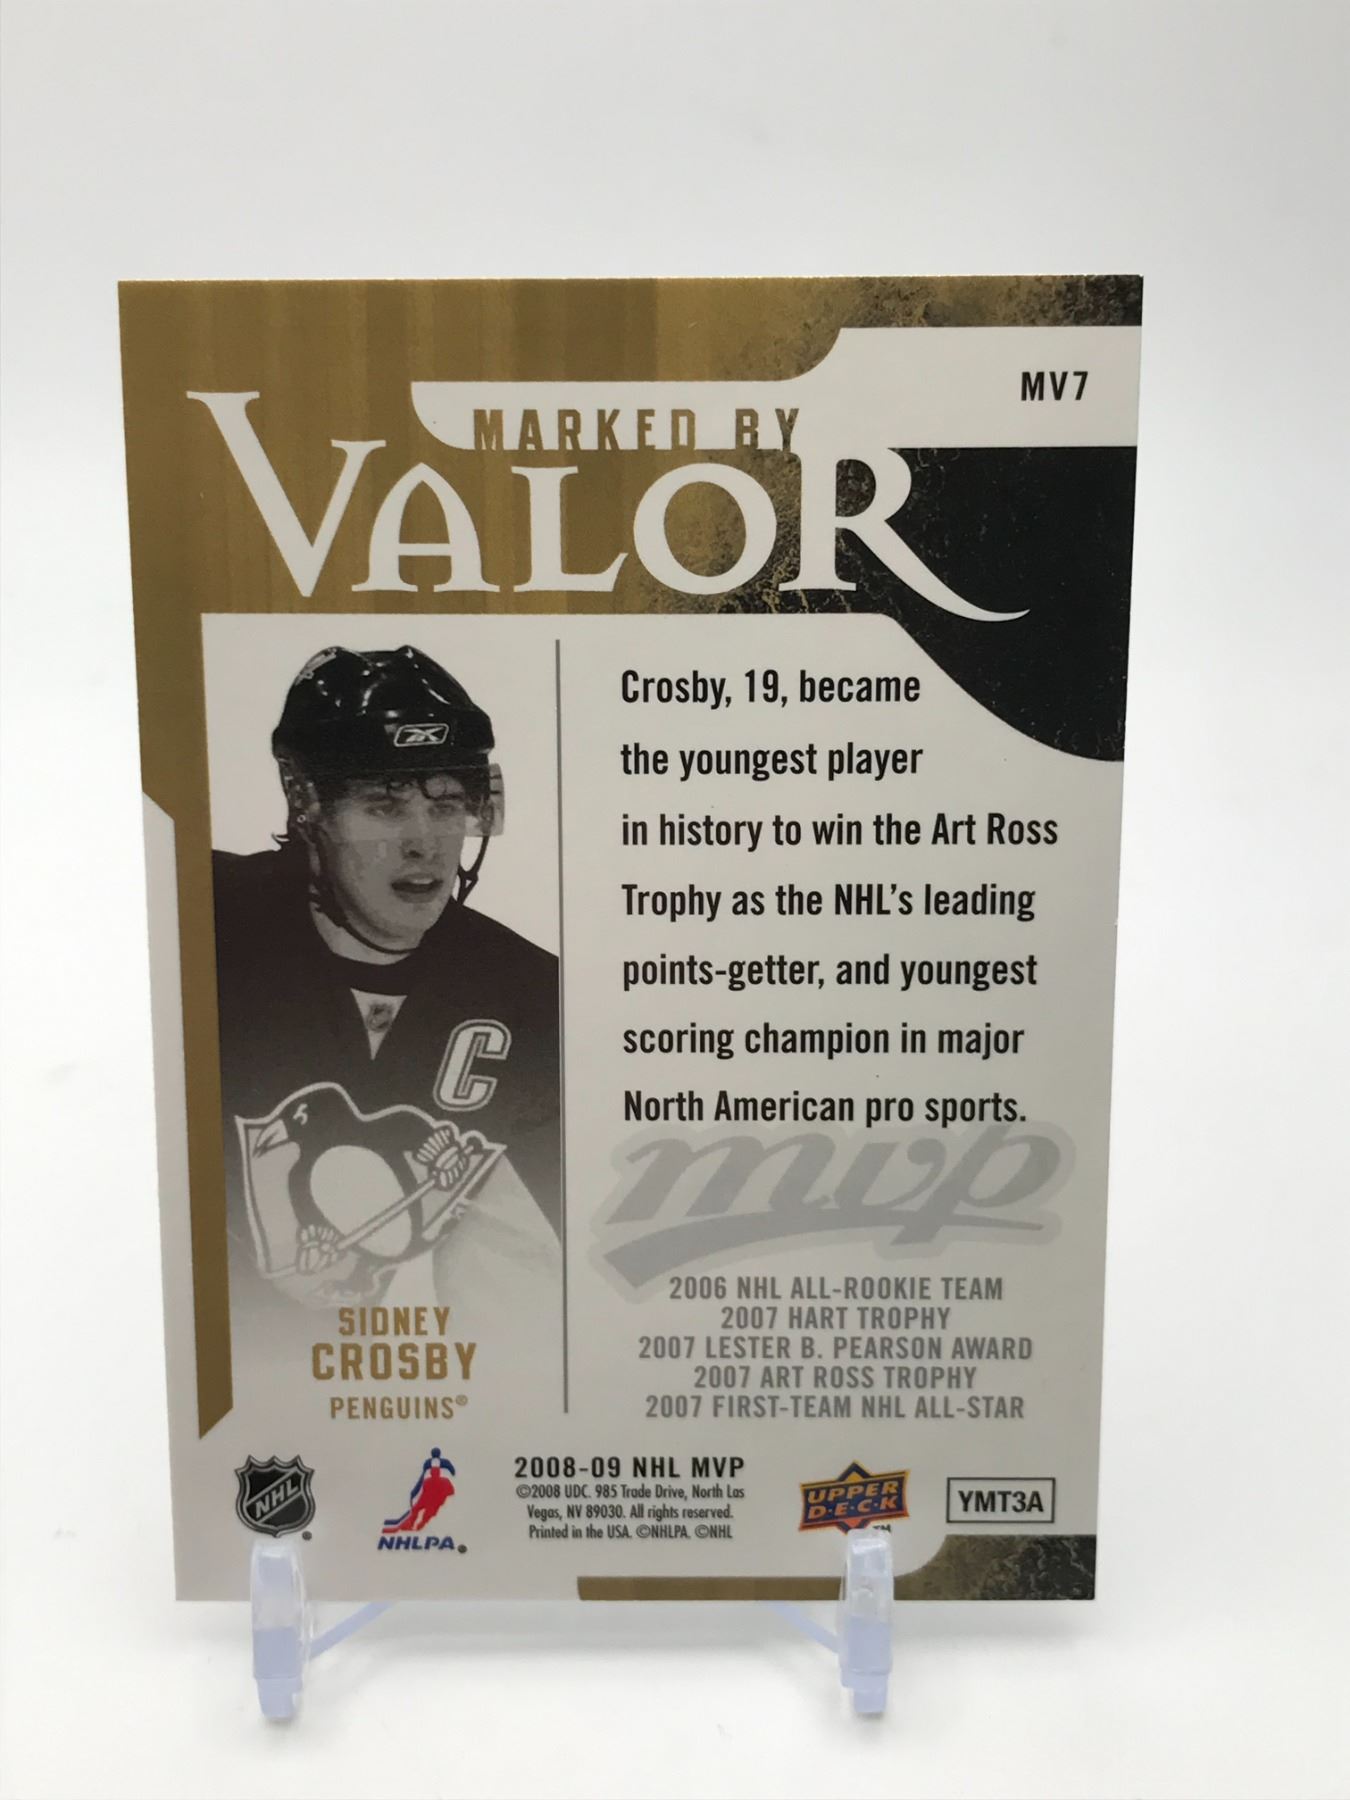 MV7
MARKED BY
VALOR
Crosby, 19, became
the youngest player
in history to win the Art Ross
Trophy as the NHL's leading
points-getter, and youngest
scoring champion in major
North American pro sports.
mvp
2006 NHL ALL-ROOKIE TEAM
2007 HART TROPHY
2007 LESTER B. PEARSON AWARD
2007 ART ROSS TROPHY
2007 FIRST-TEAM NHL ALL-STAR
C
SIDNEY
CROSBY
PENGUINS®
NHL
NHLPA
2008-09 NHL MVP
©2008 UDC. 985 Trade Drive, North Las
Vegas, NV 89030. All rights reserved.
Printed in the USA. ©NHLPA. ©NHL
UPPER
D·E·C·K
TM
YMT3A